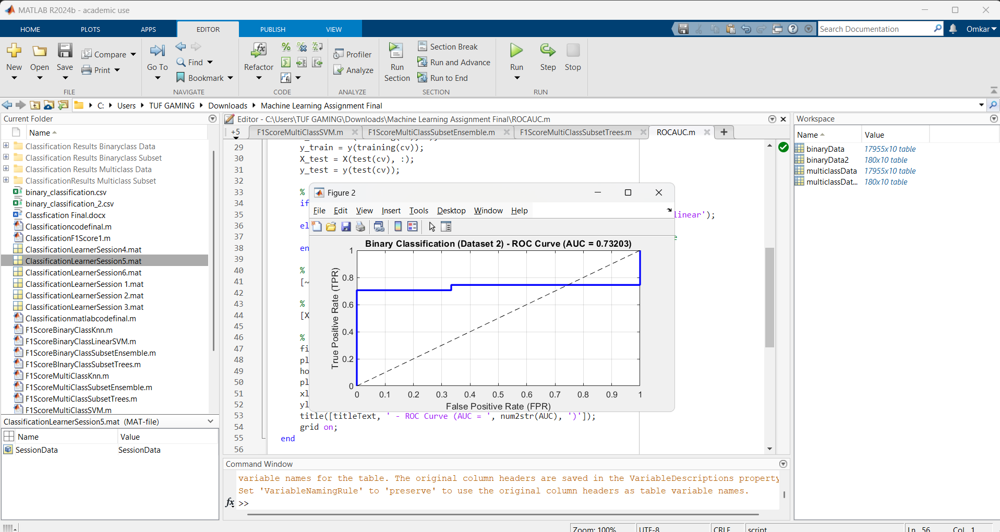 MATLAB R2024b - academic use
HOME PLOTS APPS EDITOR PUBLISH VIEW
Search Documentation
Omkar
New Open Save Compare Print
Go To Find Bookmark
Refactor
Profiler
Analyze
Run Section
Section Break
Run and Advance
Run to End
Run Step Stop
FILE NAVIGATE CODE ANALYZE SECTION RUN
C: Users TUF GAMING Downloads Machine Learning Assignment Final
Current Folder
Name
Classification Results Binaryclass Data
Classification Results Binaryclass Subset
Classification Results Multiclass Data
ClassificationResults Multiclass Subset
binary_classification.csv
binary_classification_2.csv
Classfication Final.docx
Classificationcodefinal.m
ClassificationF1Score1.m
ClassificationLearnerSession4.mat
ClassificationLearnerSession5.mat
ClassificationLearnerSession6.mat
ClassificationLearnerSession 1.mat
ClassificationLearnerSession 2.mat
ClassificationLearnerSession 3.mat
Classificationmatlabcodefinal.m
F1ScoreBinaryClassKnn.m
F1ScoreBinaryClassLinearSVM.m
F1ScoreBinaryClassSubsetEnsemble.m
F1ScoreBInaryClassSubsetTrees.m
F1ScoreMultiClassKnn.m
F1ScoreMultiClassSubsetEnsemble.m
F1ScoreMultiClassSubsetTrees.m
F1ScoreMultiClassSVM.m
ClassificationLearnerSession5.mat (MAT-file)
Name Value
SessionData SessionData
Editor - C:\Users\TUF GAMING\Downloads\Machine Learning Assignment Final\ROCAUC.m
+5 F1ScoreMultiClassSVM.m F1ScoreMultiClassSubsetEnsemble.m F1ScoreMultiClassSubsetTrees.m ROCAUC.m
29 y_train = y(training(cv));
30 X_test = X(test(cv), :);
31 y_test = y(test(cv));
32
33 %
34 if
35 linear');
36 el
37 e
38 en
39
40 %
41 [~
42
43 %
44 [X
45
46 %
47 fi
48 pl
49 ho
50 pl
51 xl
52 yl
53 title([titleText, ' - ROC Curve (AUC = ', num2str(AUC), ')']);
54 grid on;
55 end
56
Figure 2
File Edit View Insert Tools Desktop Window Help
Binary Classification (Dataset 2) - ROC Curve (AUC = 0.73203)
True Positive Rate (TPR)
1
0.8
0.6
0.4
0.2
0
0 0.1 0.2 0.3 0.4 0.5 0.6 0.7 0.8 0.9 1
False Positive Rate (FPR)
Command Window
variable names for the table. The original column headers are saved in the VariableDescriptions property
Set 'VariableNamingRule' to 'preserve' to use the original column headers as table variable names.
fx >>
Workspace
Name Value
binaryData 17955x10 table
binaryData2 180x10 table
multiclassData 17955x10 table
multiclassDat... 180x10 table
Zoom: 100% UTF-8 CRLF script Ln 56 Col 1